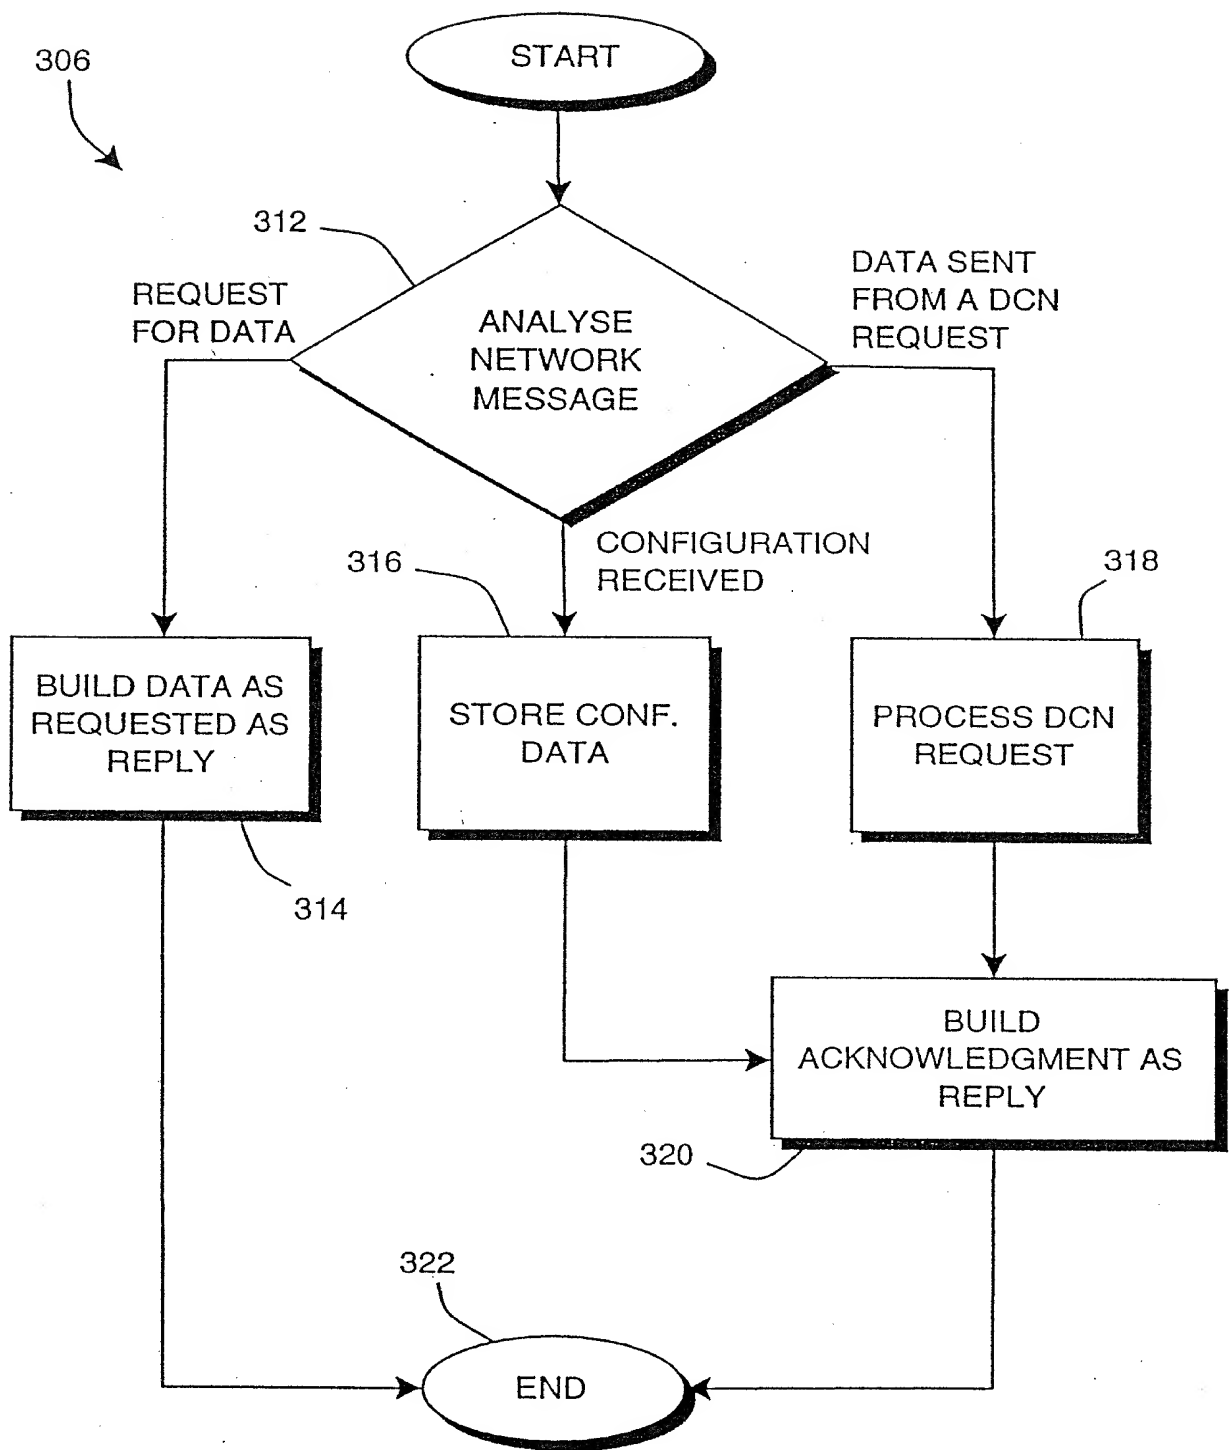 306
START
312
REQUEST
FOR DATA
DATA SENT
FROM A DCN
REQUEST
ANALYSE
NETWORK
MESSAGE
CONFIGURATION
RECEIVED
316
318
BUILD DATA AS
REQUESTED AS
REPLY
STORE CONF.
DATA
PROCESS DCN
REQUEST
314
BUILD
ACKNOWLEDGMENT AS
REPLY
320
322
END